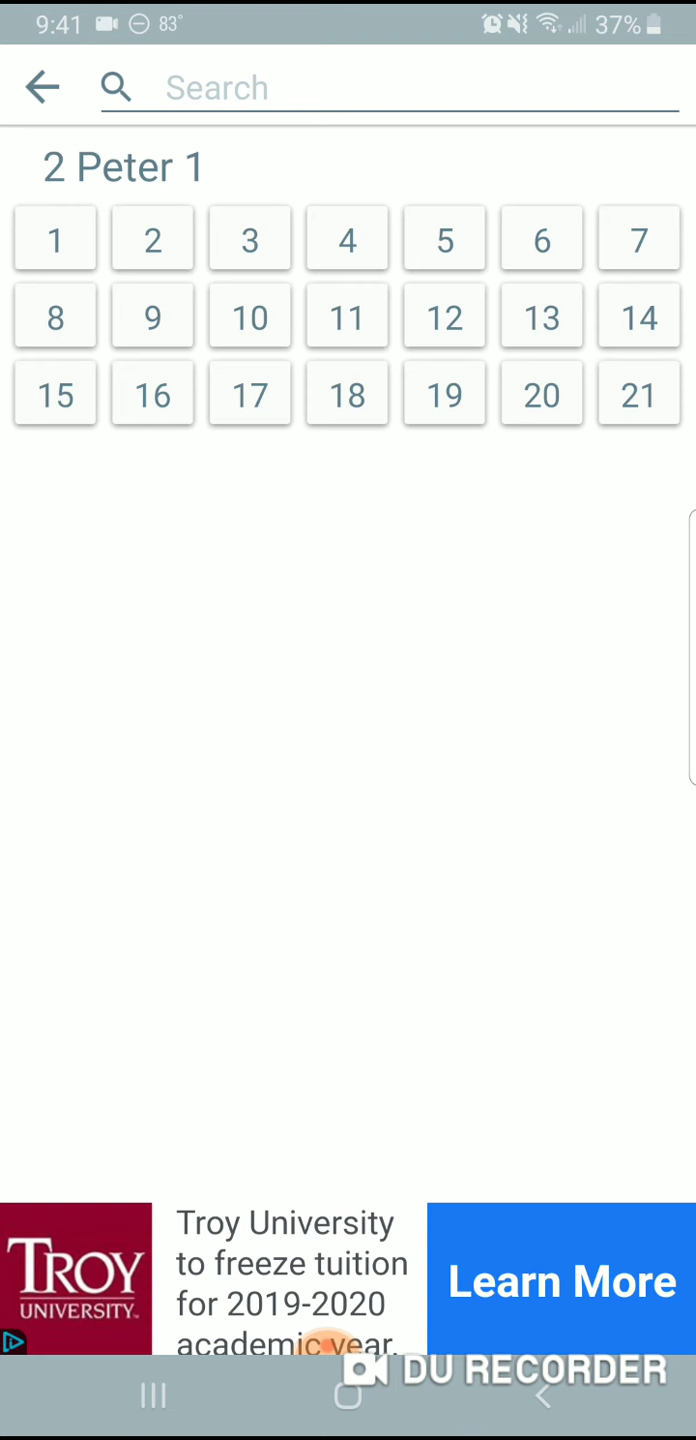 9:41 83° 37%
Search
2 Peter 1
1 2 3 4 5 6 7
8 9 10 11 12 13 14
15 16 17 18 19 20 21
TROY
UNIVERSITY
Troy University
to freeze tuition
for 2019-2020
academic year.
Learn More
DU RECORDER